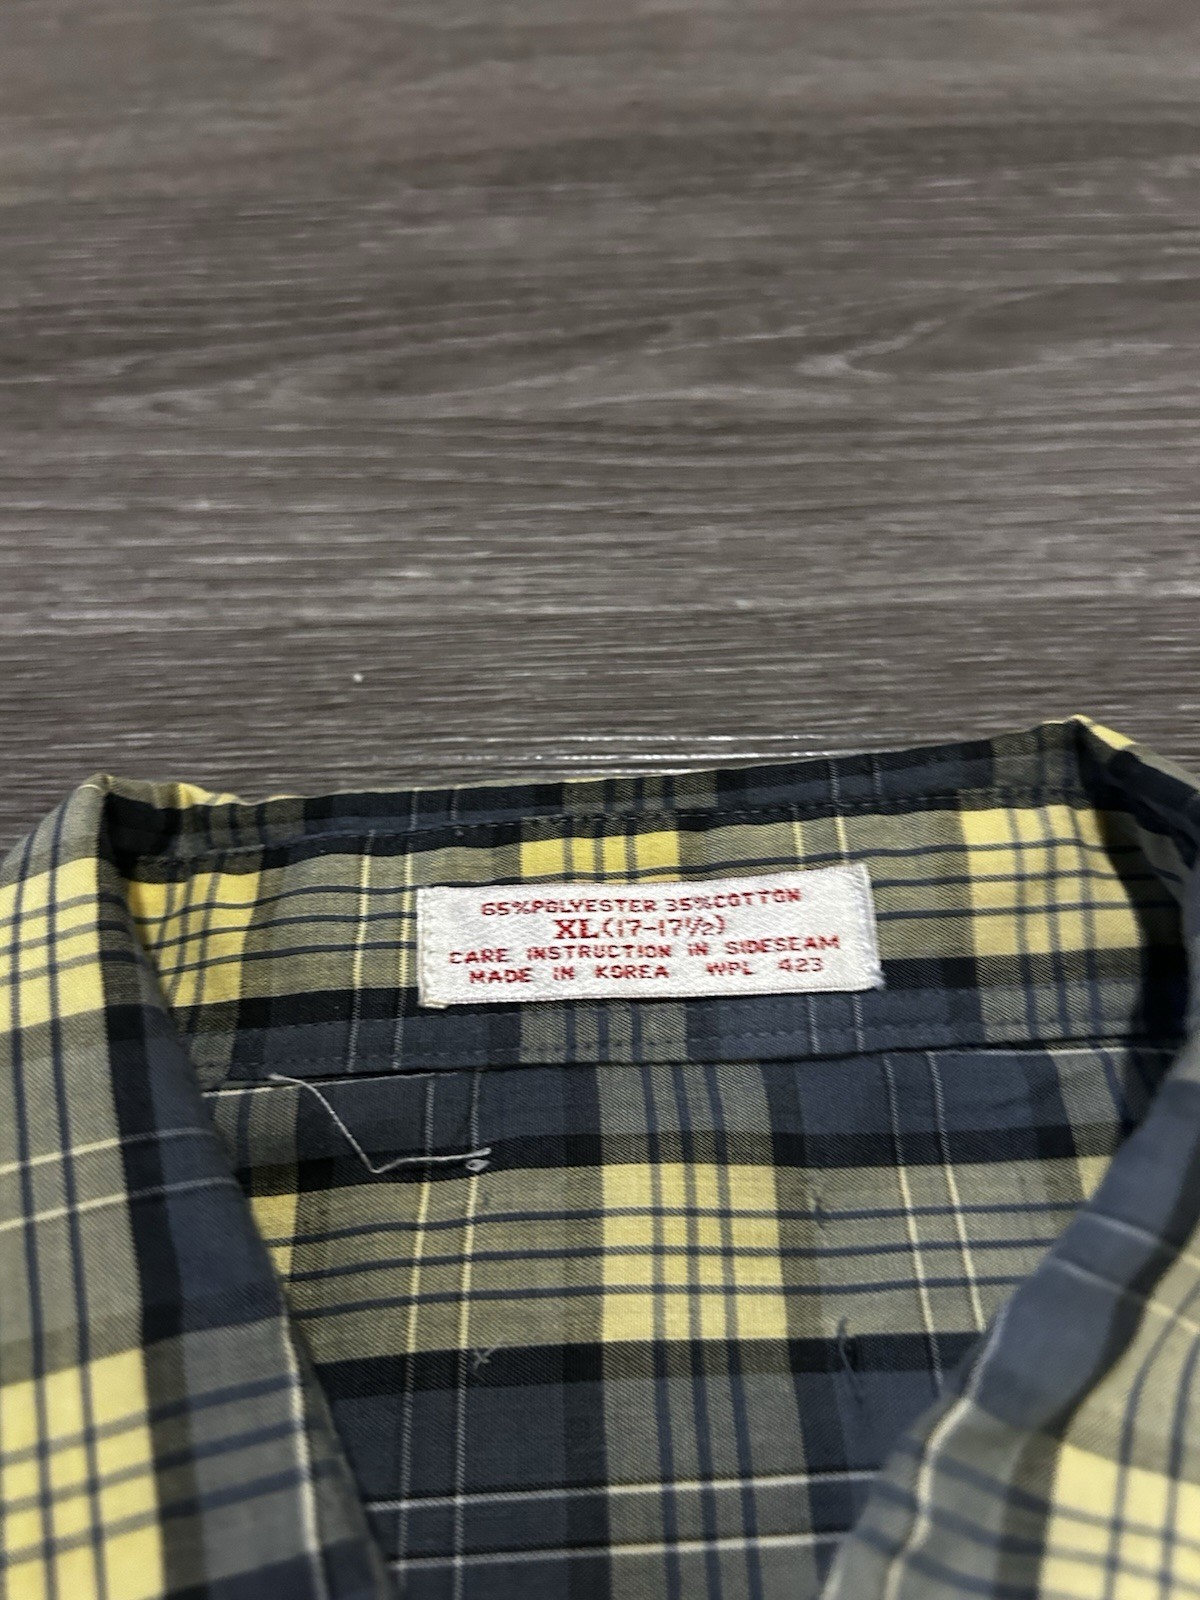 65%POLYESTER 35%COTTON
XL(17-17½)
CARE INSTRUCTION IN SIDESEAM
MADE IN KOREA WPL 423